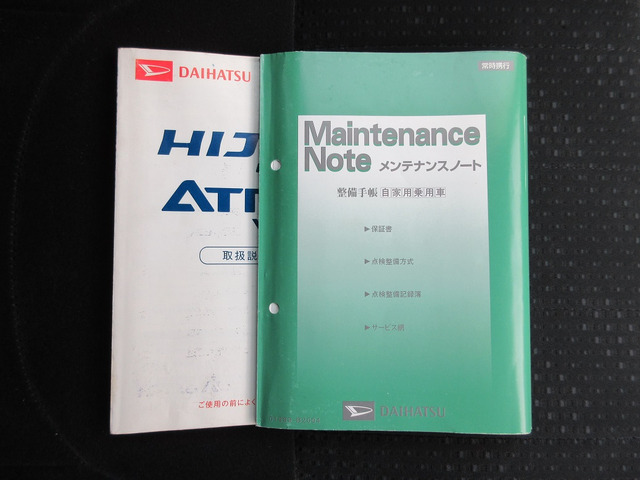 DAIHATSU
HIJ
ATR
取扱説
ご使用の前によく
常時携行
Maintenance
Note メンテナンスノート
整備手帳 自家用乗用車
▶保証書
▶点検整備方式
▶点検整備記録簿
▶サービス網
DAIHATSU